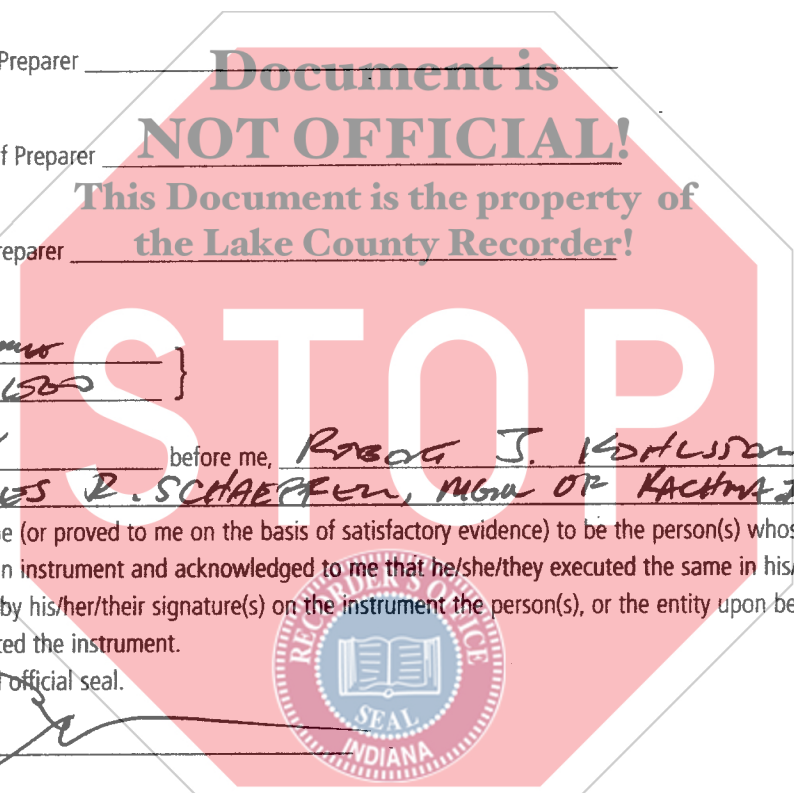 Preparer
Document is
f Preparer
NOT OFFICIAL!
This Document is the property of
reparer
the Lake County Recorder!
STOP
before me, J.
R. SCHAEFFER, MGR OF
e (or proved to me on the basis of satisfactory evidence) to be the person(s) whos
n instrument and acknowledged to me that he/she/they executed the same in his/
by his/her/their signature(s) on the instrument the person(s), or the entity upon be
ted the instrument.
official seal.
RECORDER'S OFFICE
SEAL
INDIANA